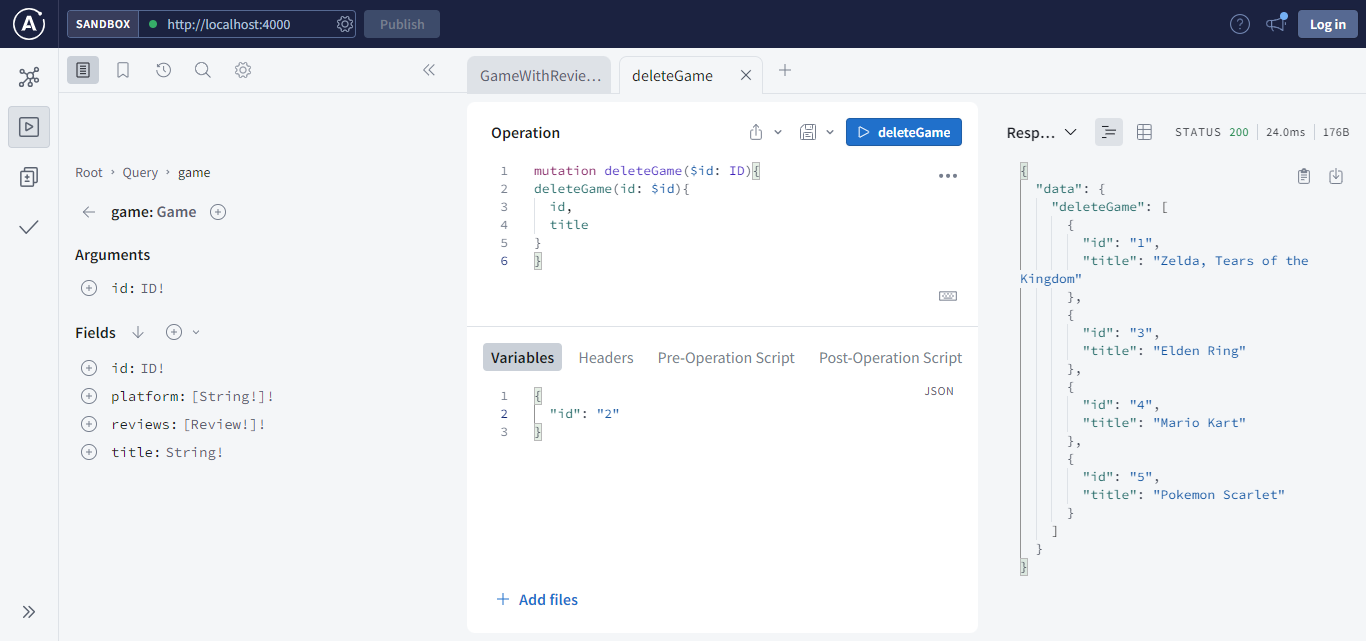 SANDBOX http://localhost:4000 Publish Log in
GameWithRevie... deleteGame
Root › Query › game
game: Game
Arguments
id: ID!
Fields
id: ID!
platform: [String!]!
reviews: [Review!]!
title: String!
Operation
deleteGame
1 mutation deleteGame($id: ID){
2 deleteGame(id: $id){
3 id,
4 title
5 }
6 }
Variables Headers Pre-Operation Script Post-Operation Script
JSON
1 {
2 "id": "2"
3 }
Add files
Resp... STATUS 200 24.0ms 176B
{
"data": {
"deleteGame": [
{
"id": "1",
"title": "Zelda, Tears of the
Kingdom"
},
{
"id": "3",
"title": "Elden Ring"
},
{
"id": "4",
"title": "Mario Kart"
},
{
"id": "5",
"title": "Pokemon Scarlet"
}
]
}
}